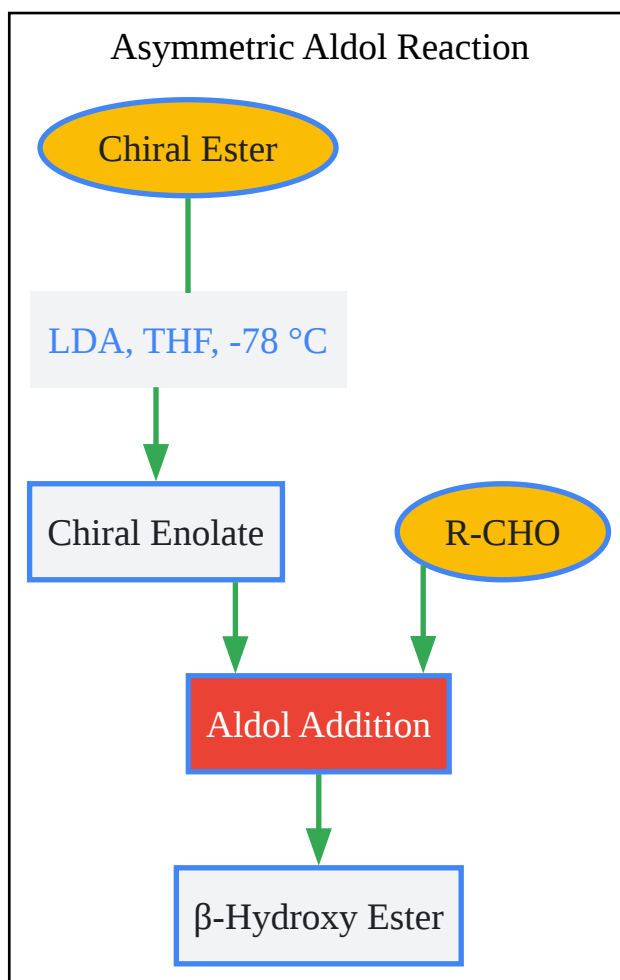 Asymmetric Aldol Reaction
Chiral Ester
LDA, THF, -78 °C
Chiral Enolate
R-CHO
Aldol Addition
β-Hydroxy Ester